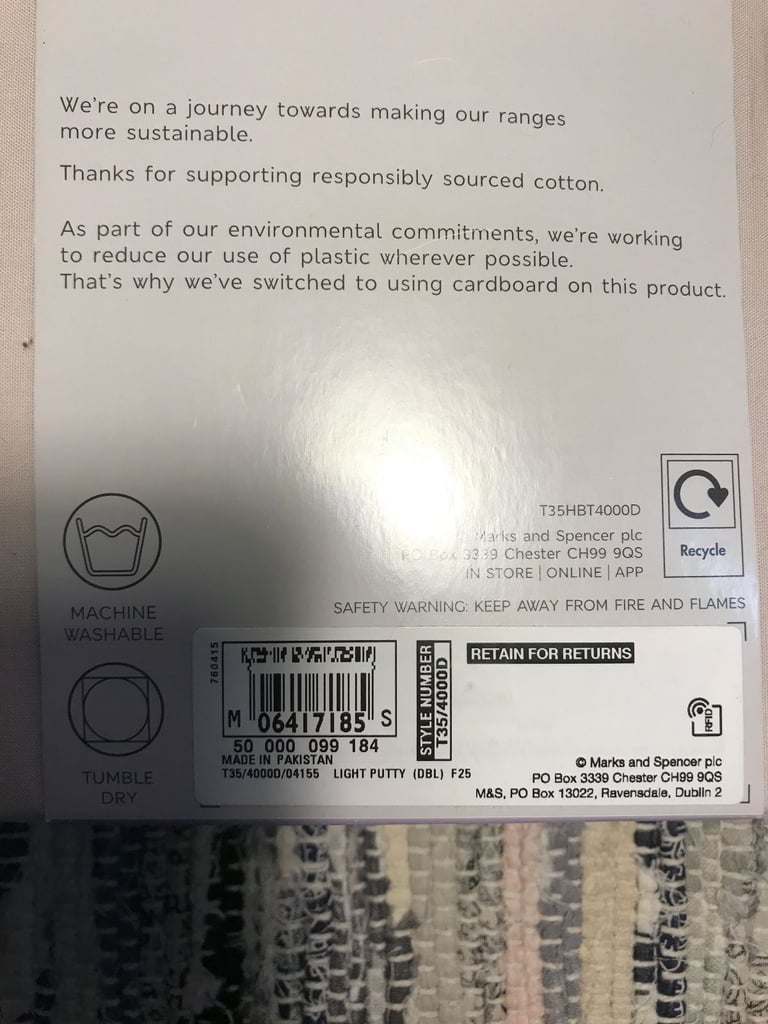 We're on a journey towards making our ranges
more sustainable.
Thanks for supporting responsibly sourced cotton.
As part of our environmental commitments, we're working
to reduce our use of plastic wherever possible.
That's why we've switched to using cardboard on this product.
T35HBT4000D
Marks and Spencer plc
PO Box 3339 Chester CH99 9QS
IN STORE | ONLINE | APP
Recycle
SAFETY WARNING: KEEP AWAY FROM FIRE AND FLAMES
MACHINE
WASHABLE
TUMBLE
DRY
760415
M 06417185 S
50 000 099 184
MADE IN PAKISTAN
T35/4000D/04155 LIGHT PUTTY (DBL) F25
STYLE NUMBER
T35/4000D
RETAIN FOR RETURNS
RFID
© Marks and Spencer plc
PO Box 3339 Chester CH99 9QS
M&S, PO Box 13022, Ravensdale, Dublin 2